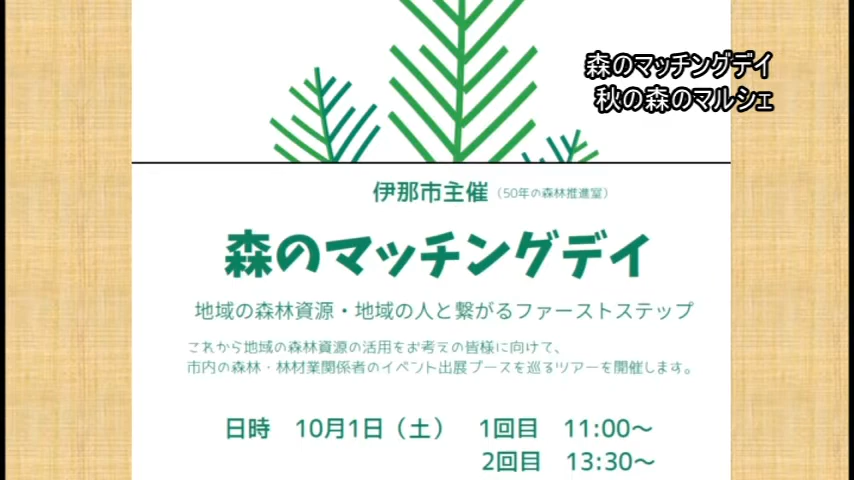 森のマッチングデイ
秋の森のマルシェ
伊那市主催（50年の森林推進室）
森のマッチングデイ
地域の森林資源・地域の人と繋がるファーストステップ
これから地域の森林資源の活用をお考えの皆様に向けて、
市内の森林・林材業関係者のイベント出展ブースを巡るツアーを開催します。
日時　10月1日（土）　1回目　11:00〜
2回目　13:30〜